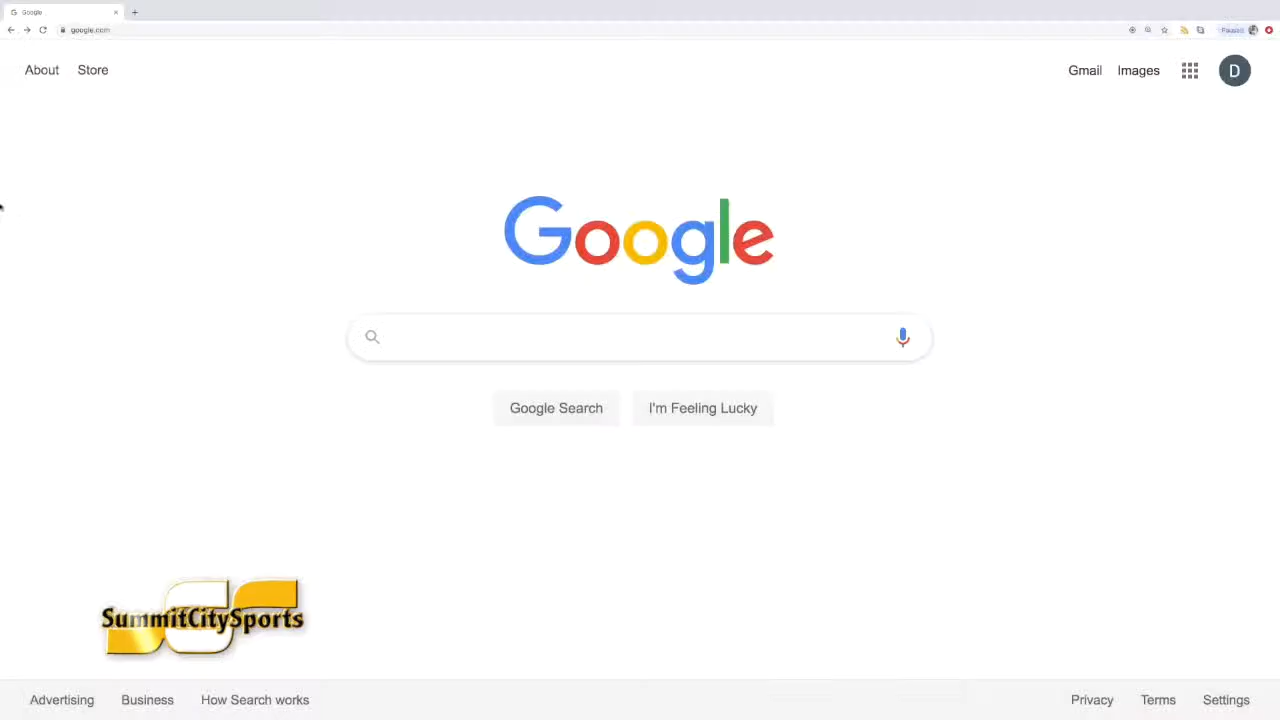 Google
google.com
Paused
About Store
Gmail Images
D
Google
Google Search
I'm Feeling Lucky
SummitCitySports
Advertising Business How Search works
Privacy Terms Settings